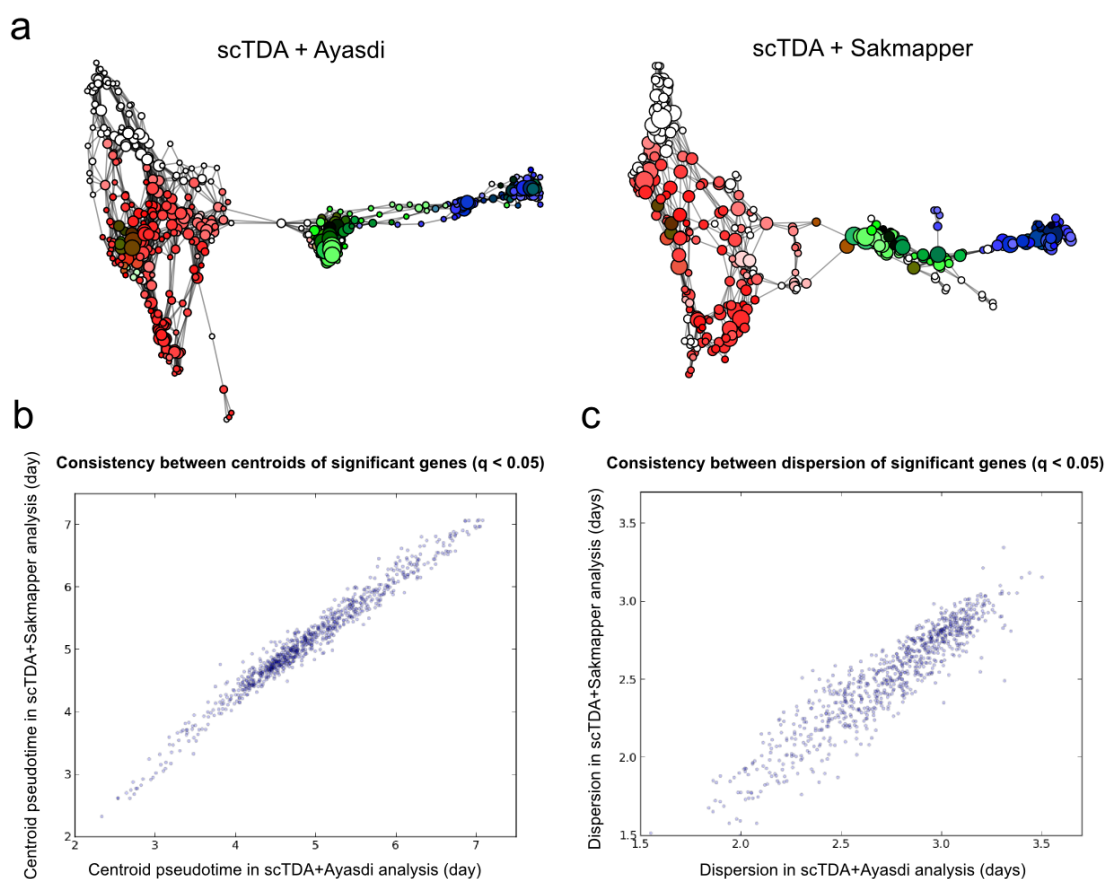 a
scTDA + Ayasdi
scTDA + Sakmapper
b
Consistency between centroids of significant genes (q < 0.05)
Centroid pseudotime in scTDA+Sakmapper analysis (day)
7
6
5
4
3
2
2
3
4
5
6
7
Centroid pseudotime in scTDA+Ayasdi analysis (day)
c
Consistency between dispersion of significant genes (q < 0.05)
Dispersion in scTDA+Sakmapper analysis (days)
3.5
3.0
2.5
2.0
1.5
1.5
2.0
2.5
3.0
3.5
Dispersion in scTDA+Ayasdi analysis (days)